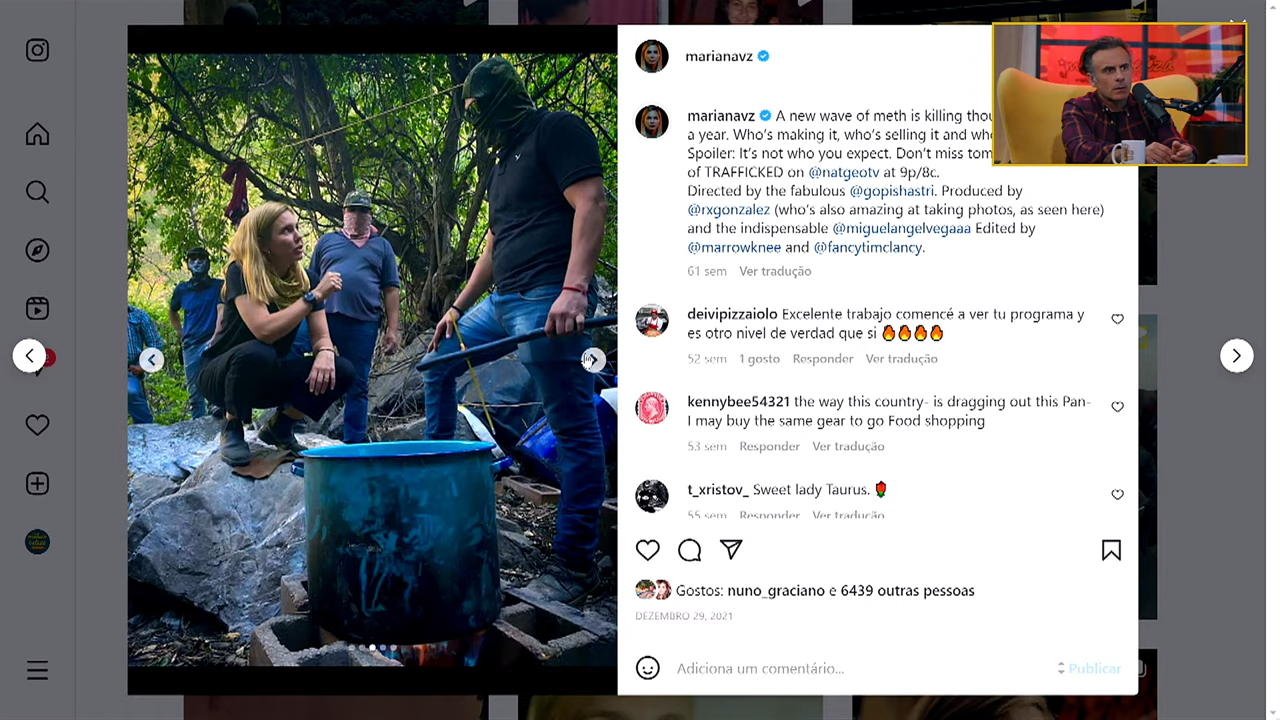 marianavz
marianavz A new wave of meth is killing
a year. Who's making it, who's selling it and
Spoiler: It's not who you expect. Don't miss
of TRAFFICKED on @natgeotv at 9p/8c.
Directed by the fabulous @gopishastri. Produced by
@rxgonzalez (who's also amazing at taking photos, as seen here)
and the indispensable @miguelangelvegaaa Edited by
@marrowknee and @fancytimclancy.
61 sem Ver tradução
deivipizzaiolo Excelente trabajo comencé a ver tu programa y
es otro nivel de verdad que si 🔥🔥🔥🔥
52 sem 1 gosto Responder Ver tradução
kennybee54321 the way this country- is dragging out this Pan-
I may buy the same gear to go Food shopping
53 sem Responder Ver tradução
t_xristov_ Sweet lady Taurus. 🌹
55 sem Responder Ver tradução
Gostos: nuno_graciano e 6439 outras pessoas
DEZEMBRO 29, 2021
Adiciona um comentário... Publicar